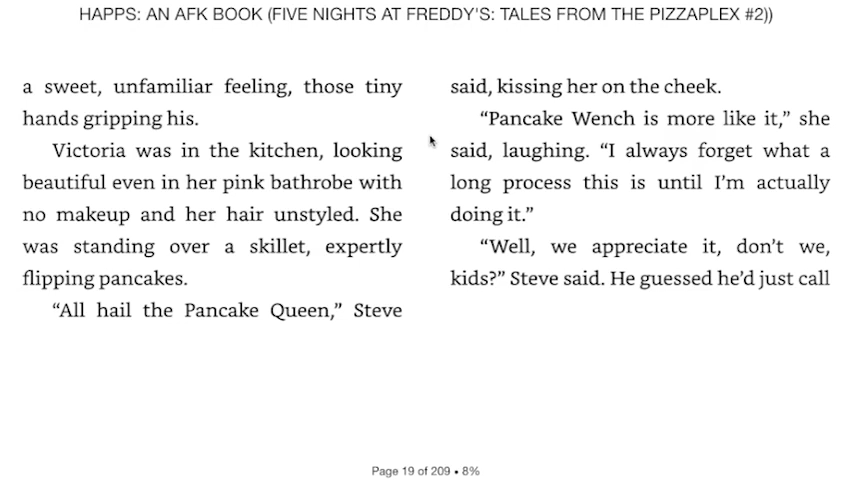 HAPPS: AN AFK BOOK (FIVE NIGHTS AT FREDDY'S: TALES FROM THE PIZZAPLEX #2))
a sweet, unfamiliar feeling, those tiny
hands gripping his.
Victoria was in the kitchen, looking
beautiful even in her pink bathrobe with
no makeup and her hair unstyled. She
was standing over a skillet, expertly
flipping pancakes.
“All hail the Pancake Queen,” Steve
said, kissing her on the cheek.
“Pancake Wench is more like it,” she
said, laughing. “I always forget what a
long process this is until I’m actually
doing it.”
“Well, we appreciate it, don’t we,
kids?” Steve said. He guessed he’d just call
Page 19 of 209 • 8%